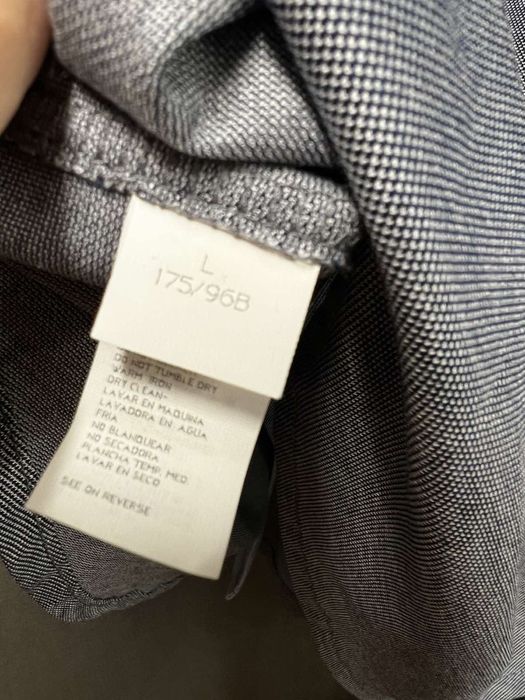 L
175/96B
DO NOT TUMBLE DRY
WARM IRON
DRY CLEAN-
LAVAR EN MAQUINA
LAVADORA EN AGUA
FRIA
NO BLANQUEAR
NO SECADORA
PLANCHA TEMP. MED.
LAVAR EN SECO
SEE ON REVERSE